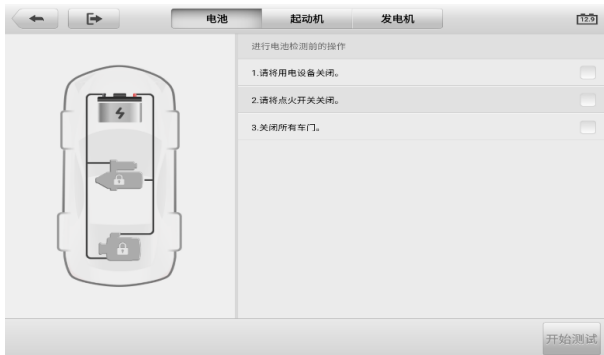 电池 起动机 发电机 12.9
进行电池检测前的操作
1.请将用电设备关闭。
2.请将点火开关关闭。
3.关闭所有车门。
开始测试